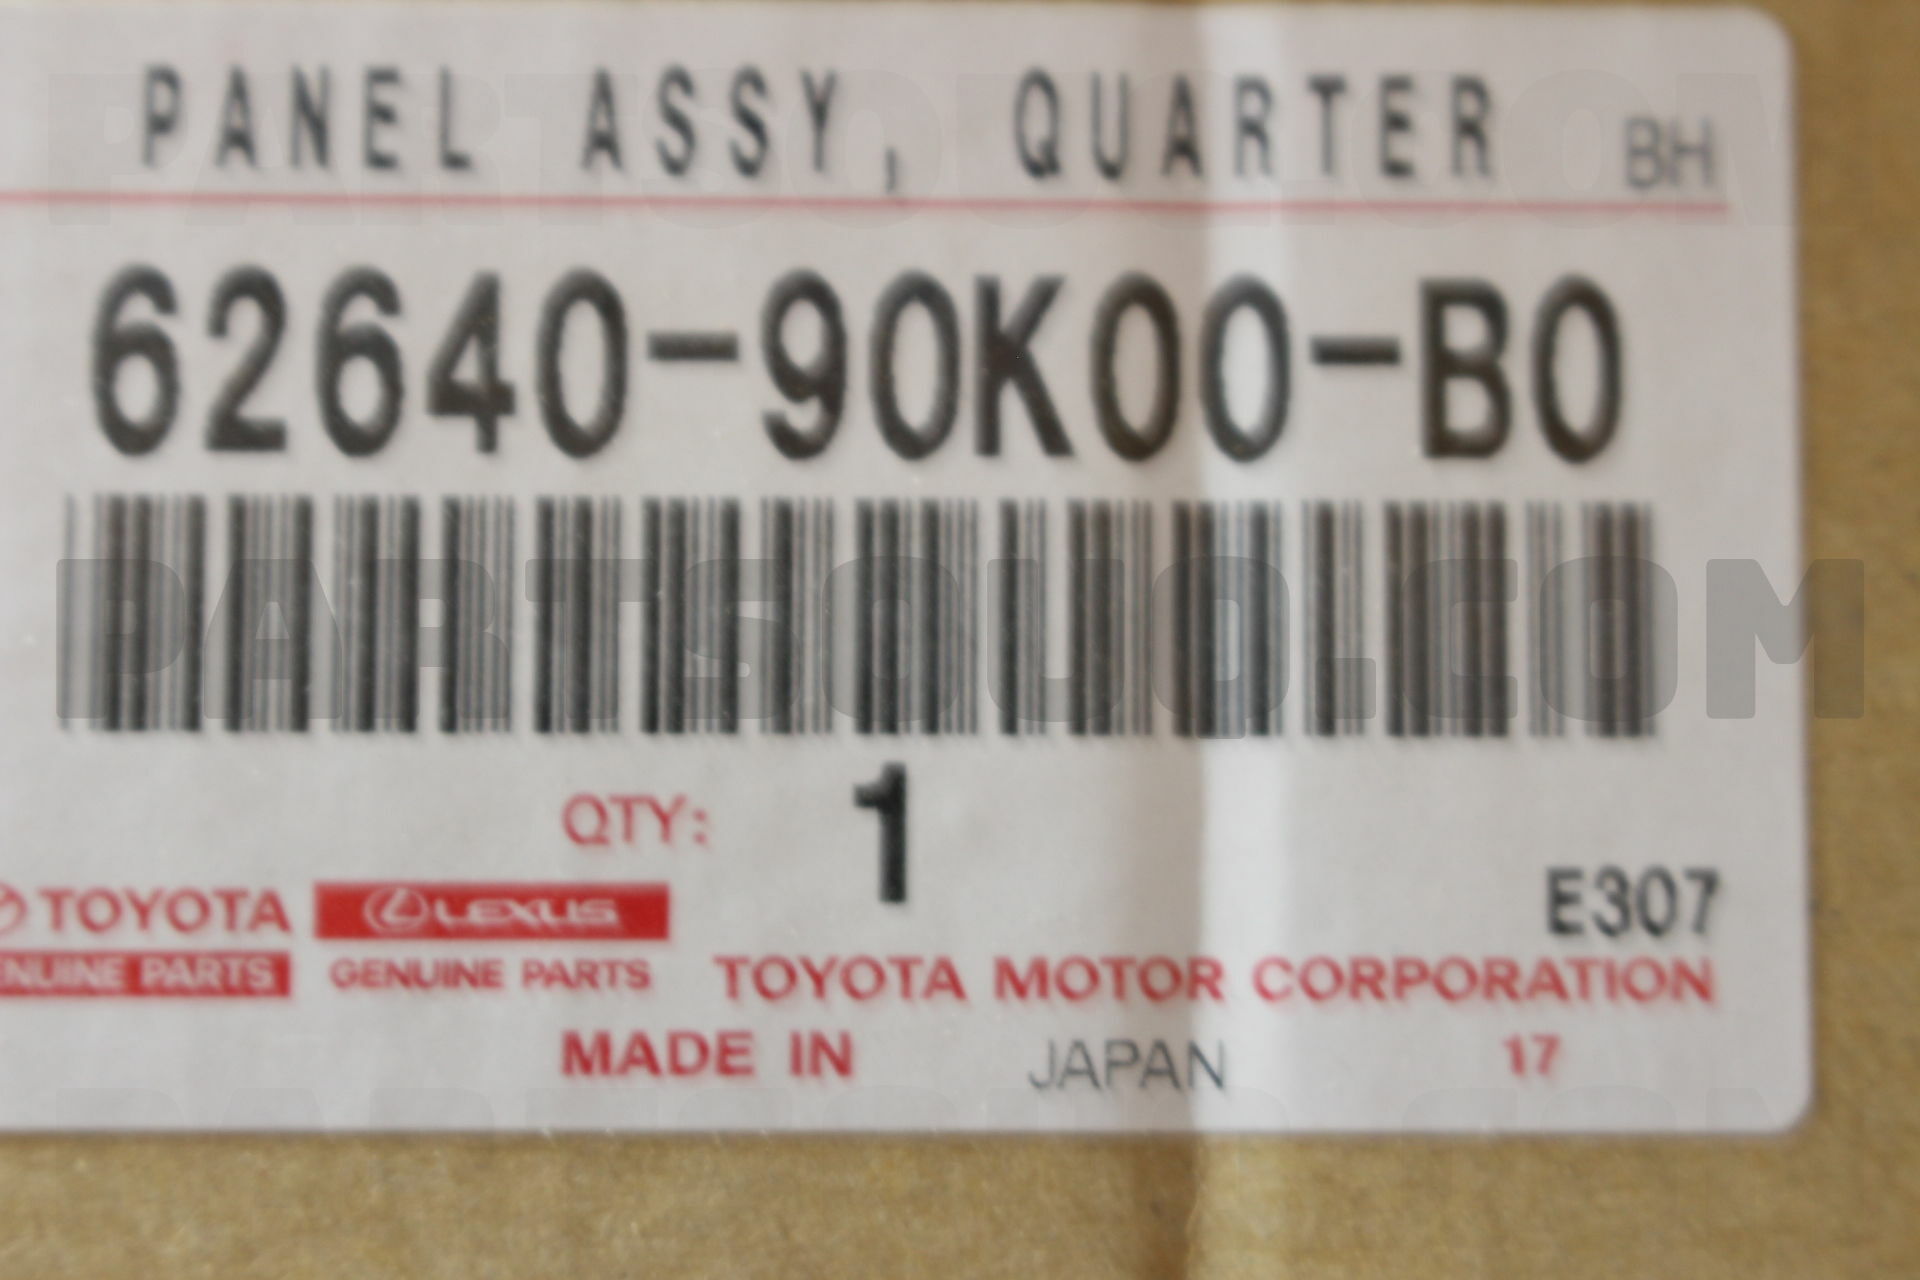 PANEL ASSY, QUARTER BH
62640-90K00-B0
PARTSOUQ.COM
QTY: 1
E307
TOYOTA LEXUS
GENUINE PARTS GENUINE PARTS TOYOTA MOTOR CORPORATION
MADE IN JAPAN 17